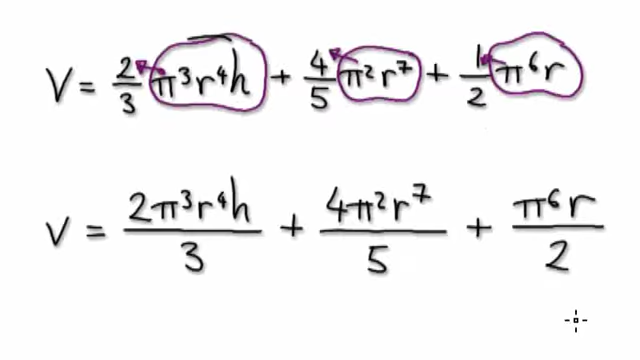 V = 2/3 π³r⁴h + 4/5 π²r⁷ + 1/2 π⁶r
V = 2π³r⁴h/3 + 4π²r⁷/5 + π⁶r/2